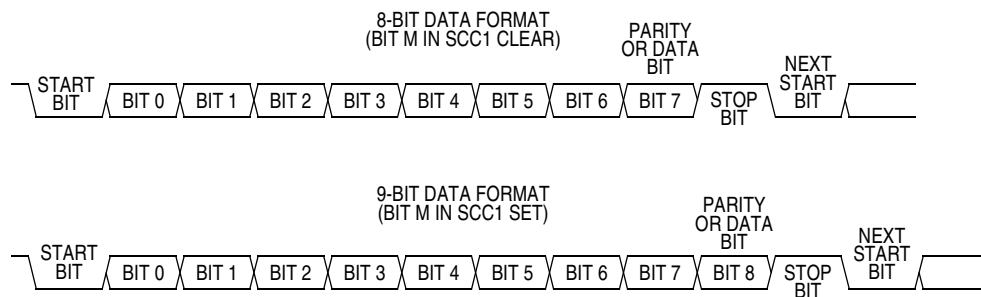 8-BIT DATA FORMAT
(BIT M IN SCC1 CLEAR)
PARITY
OR DATA
BIT
START
BIT
BIT 0
BIT 1
BIT 2
BIT 3
BIT 4
BIT 5
BIT 6
BIT 7
STOP
BIT
NEXT
START
BIT
9-BIT DATA FORMAT
(BIT M IN SCC1 SET)
PARITY
OR DATA
BIT
START
BIT
BIT 0
BIT 1
BIT 2
BIT 3
BIT 4
BIT 5
BIT 6
BIT 7
BIT 8
STOP
BIT
NEXT
START
BIT